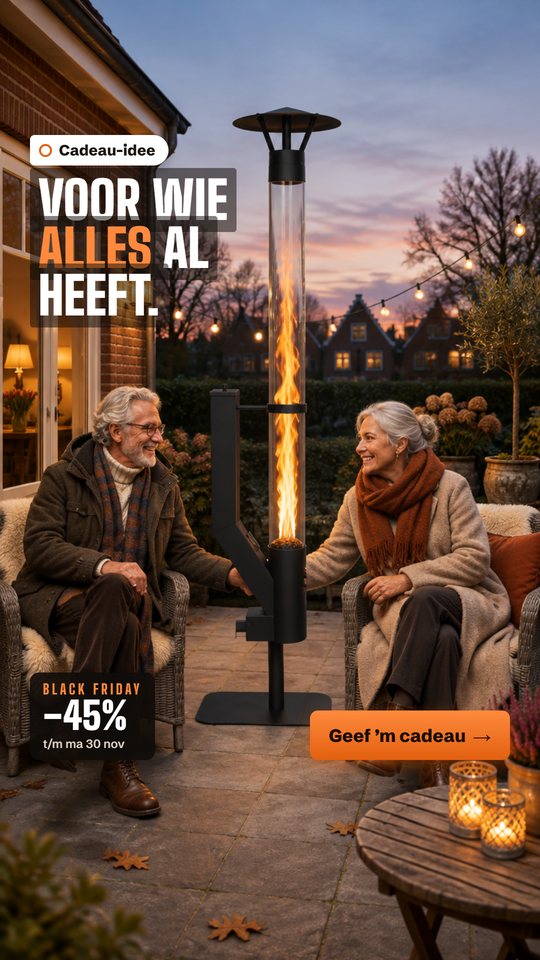 Cadeau-idee
VOOR WIE
ALLES AL
HEEFT.
BLACK FRIDAY
–45%
t/m ma 30 nov
Geef ’m cadeau →